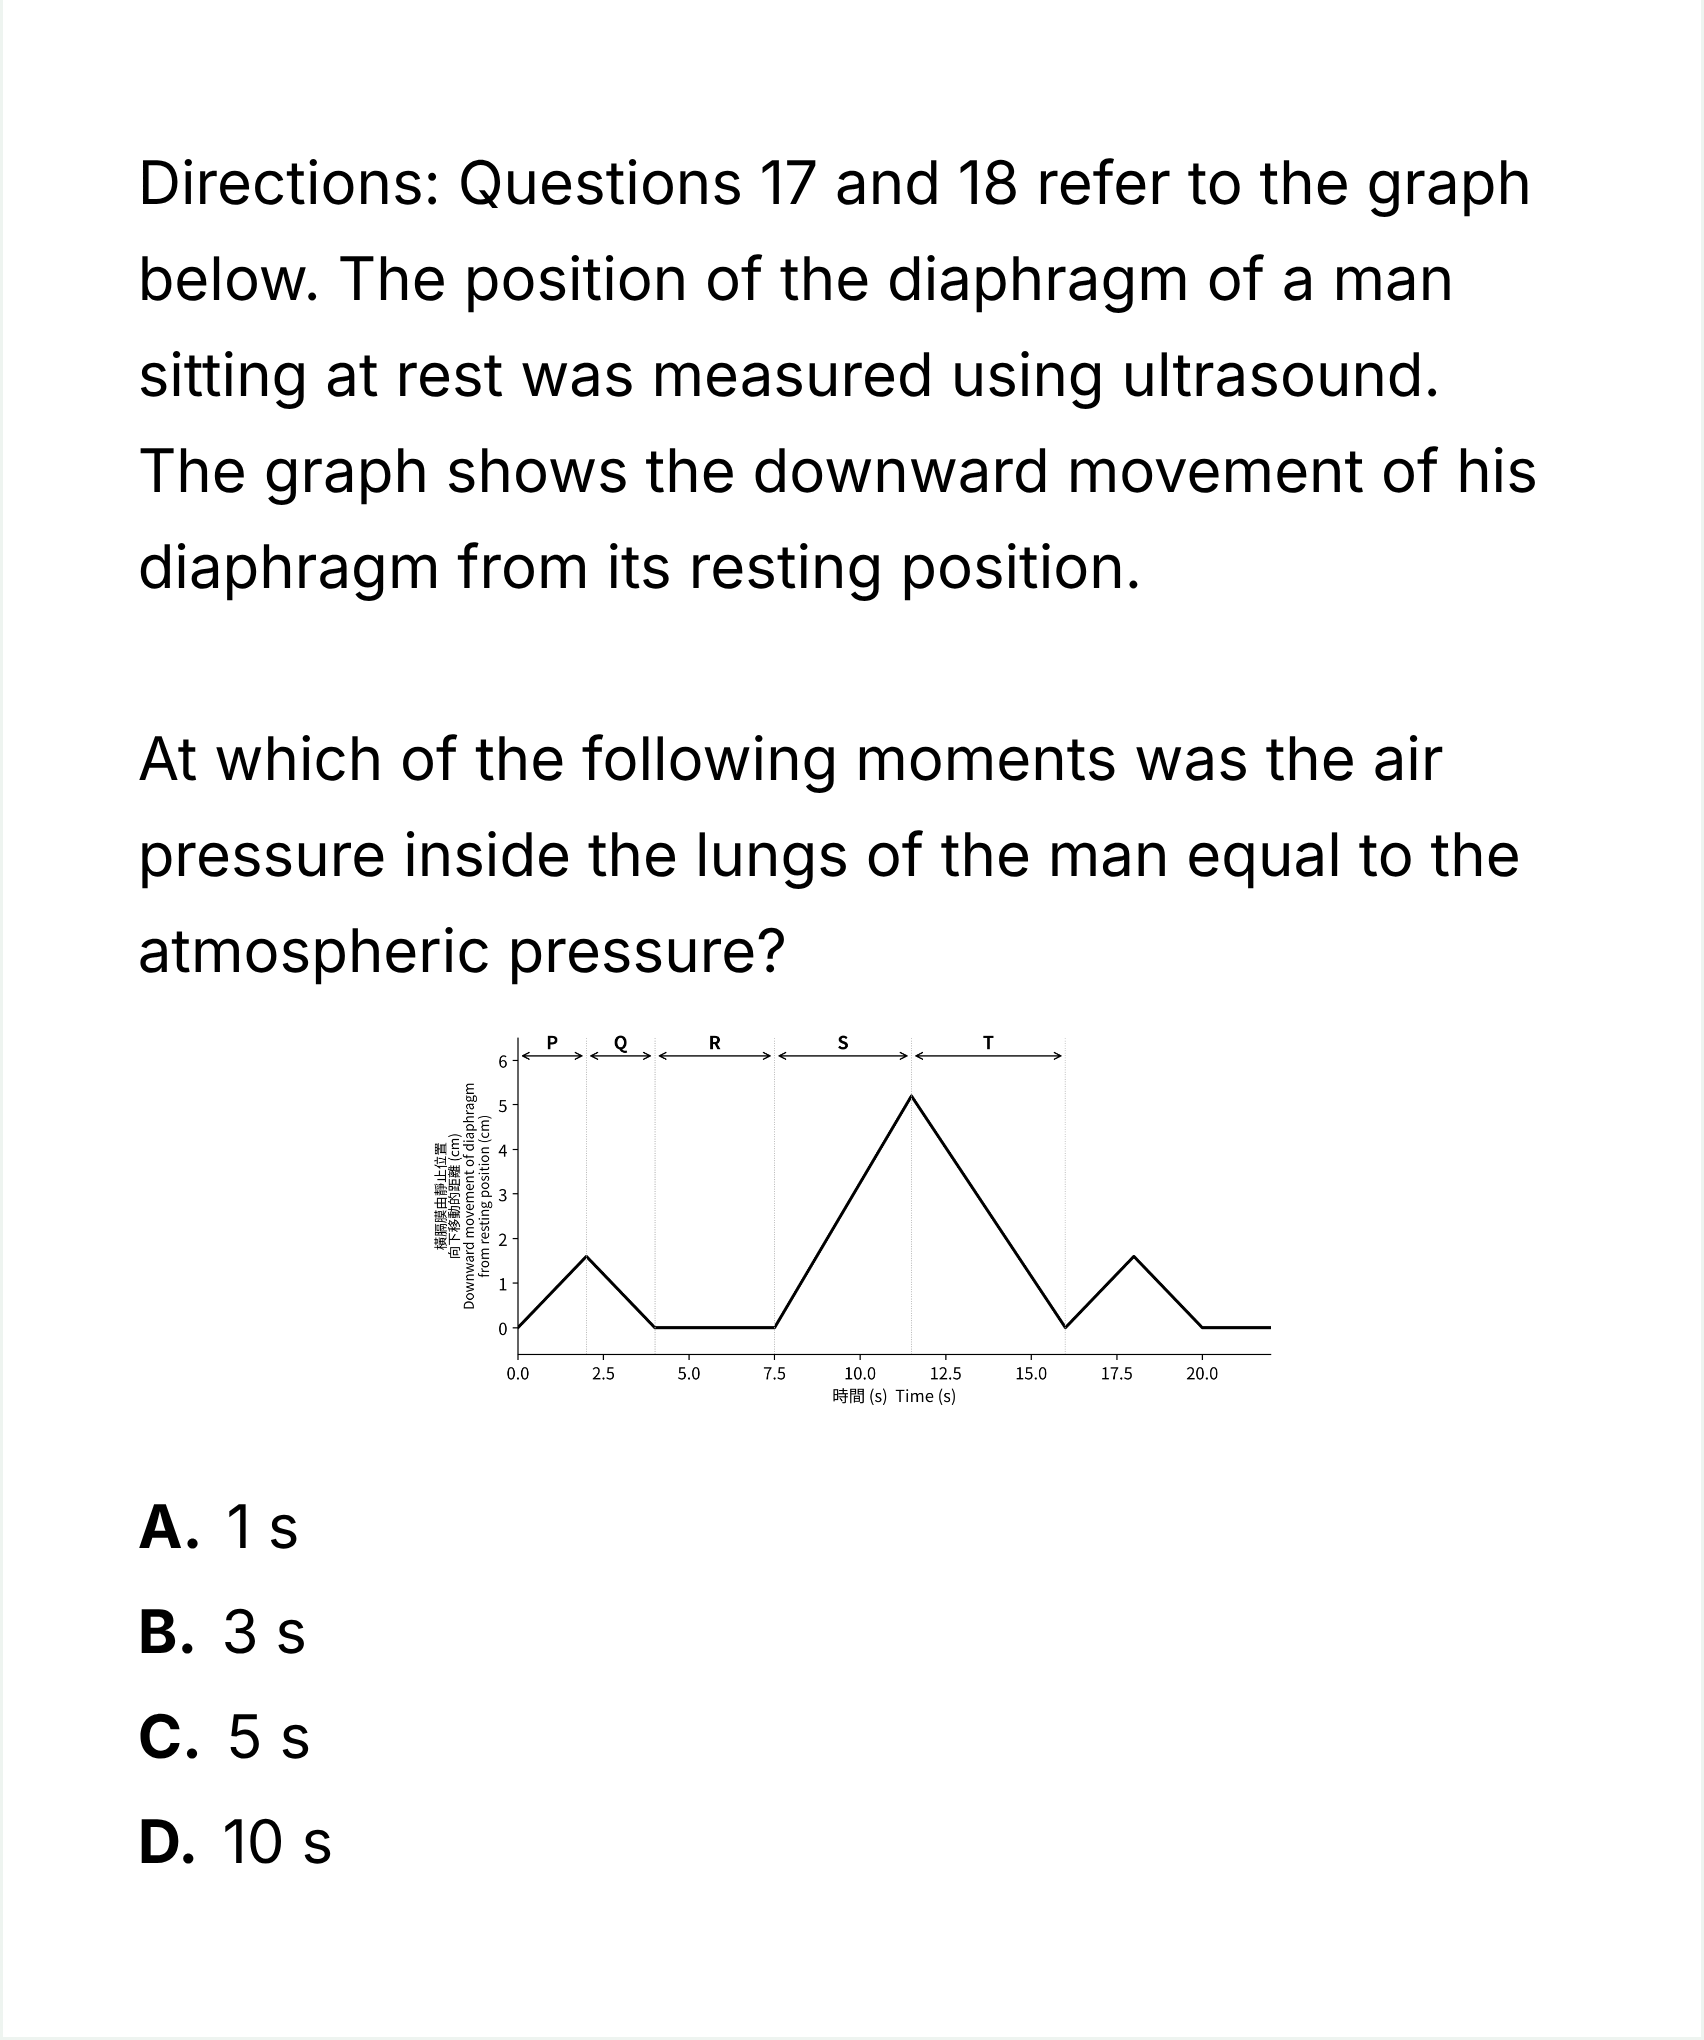 Directions: Questions 17 and 18 refer to the graph
below. The position of the diaphragm of a man
sitting at rest was measured using ultrasound.
The graph shows the downward movement of his
diaphragm from its resting position.
At which of the following moments was the air
pressure inside the lungs of the man equal to the
atmospheric pressure?
P Q R S T
橫膈膜由靜止位置
向下移動的距離 (cm)
Downward movement of diaphragm
from resting position (cm)
6
5
4
3
2
1
0
0.0 2.5 5.0 7.5 10.0 12.5 15.0 17.5 20.0
時間 (s) Time (s)
A. 1 s
B. 3 s
C. 5 s
D. 10 s